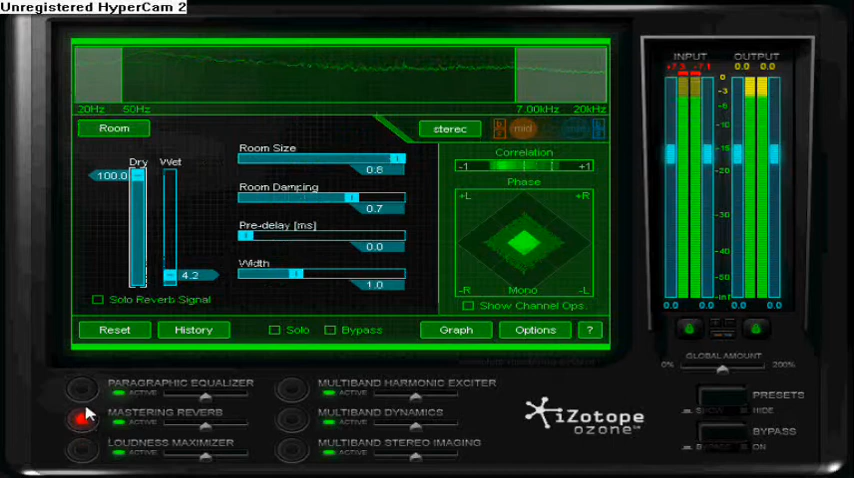 Unregistered HyperCam 2
INPUT OUTPUT
+7.3 -7.1 0.0 0.0
20Hz 50Hz 7.00kHz 20kHz
Room
stereo
mid
Dry Wet
100.0
4.2
Solo Reverb Signal
Room Size
0.8
Room Damping
0.7
Pre-delay [ms]
0.0
Width
1.0
Correlation
-1 +1
Phase
+L +R
-R Mono -L
Show Channel Ops.
0
-3
-6
-10
-15
-20
-30
-40
-50
-Inf
0.0 0.0 0.0 0.0
Reset History Solo Bypass Graph Options ?
GLOBAL AMOUNT
0% 200%
PARAGRAPHIC EQUALIZER
ACTIVE
MASTERING REVERB
ACTIVE
LOUDNESS MAXIMIZER
ACTIVE
MULTIBAND HARMONIC EXCITER
ACTIVE
MULTIBAND DYNAMICS
ACTIVE
MULTIBAND STEREO IMAGING
ACTIVE
iZotope
ozone™
PRESETS
SHOW HIDE
BYPASS
BYPASS ON